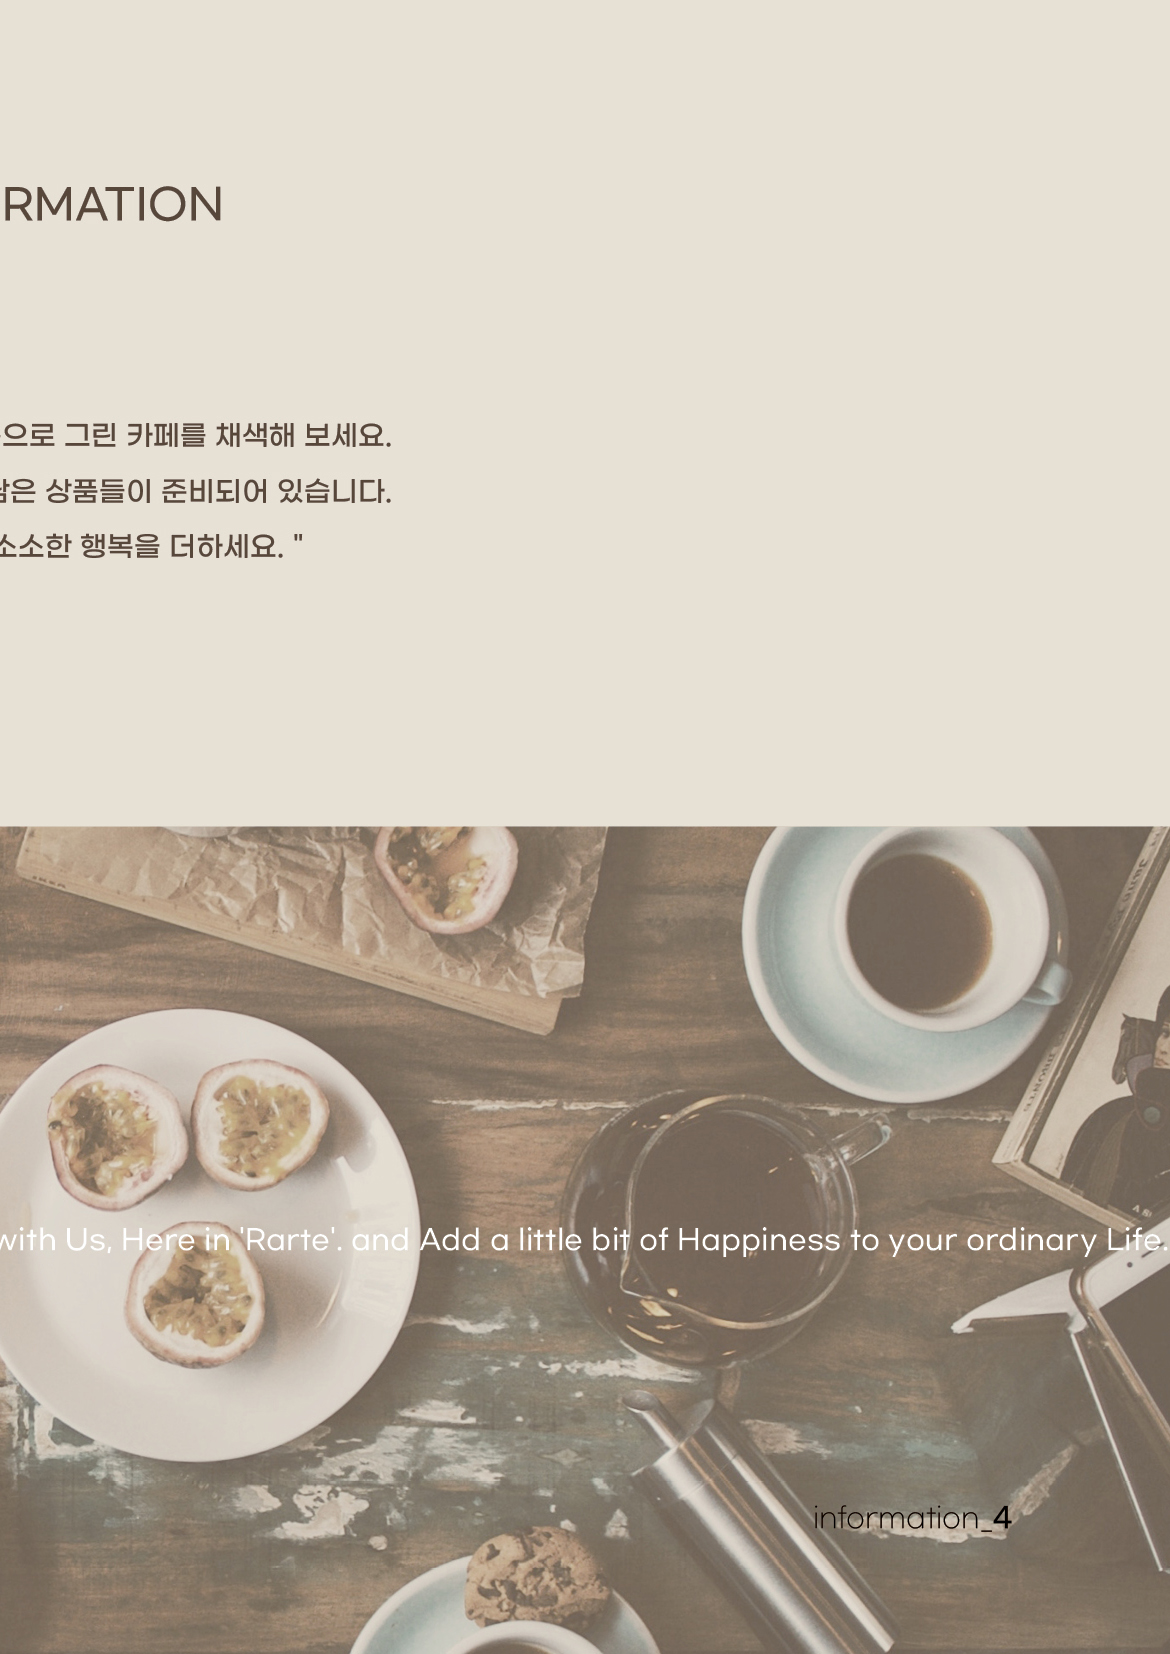 RMATION
으로 그린 카페를 채색해 보세요.
담은 상품들이 준비되어 있습니다.
소소한 행복을 더하세요. "
with Us, Here in 'Rarte'. and Add a little bit of Happiness to your ordinary Life.
information_4